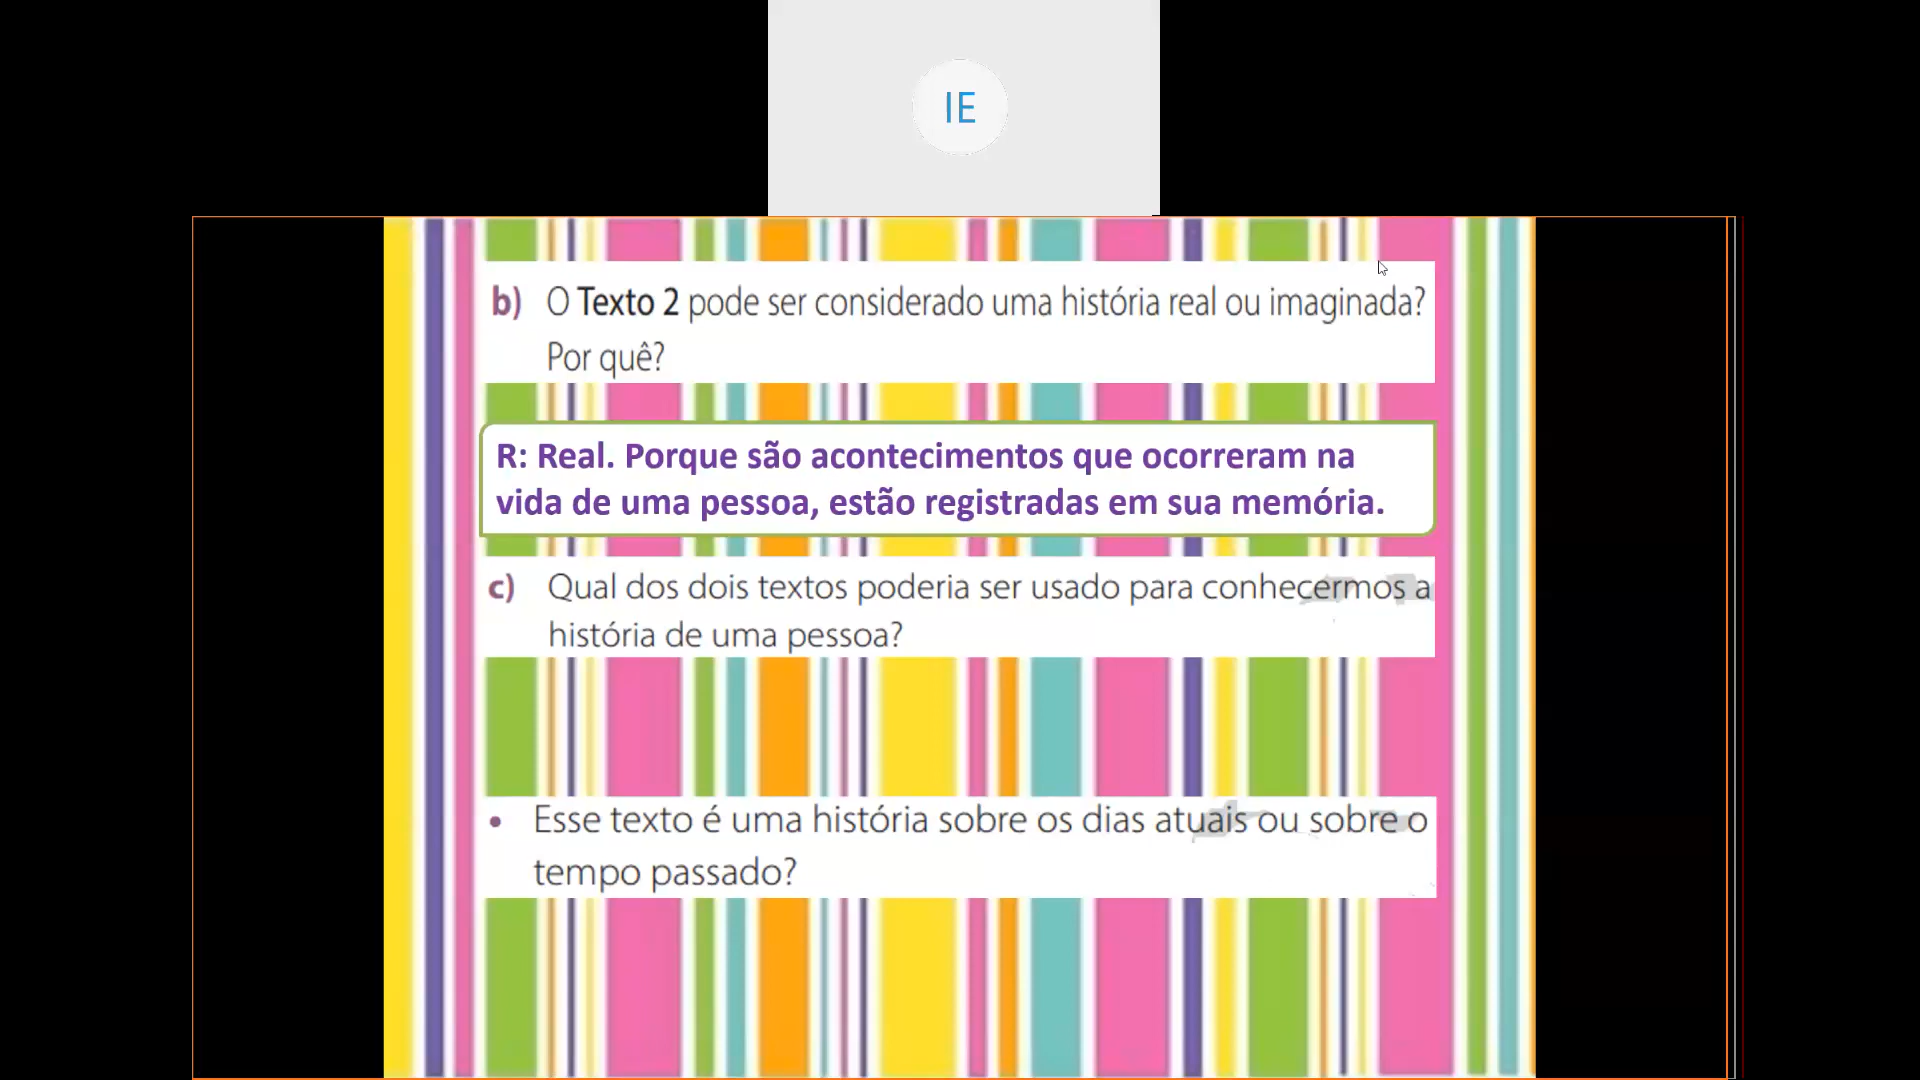 IE
b) O Texto 2 pode ser considerado uma história real ou imaginada?
Por quê?
R: Real. Porque são acontecimentos que ocorreram na
vida de uma pessoa, estão registradas em sua memória.
c) Qual dos dois textos poderia ser usado para conhecermos a
história de uma pessoa?
• Esse texto é uma história sobre os dias atuais ou sobre o
tempo passado?